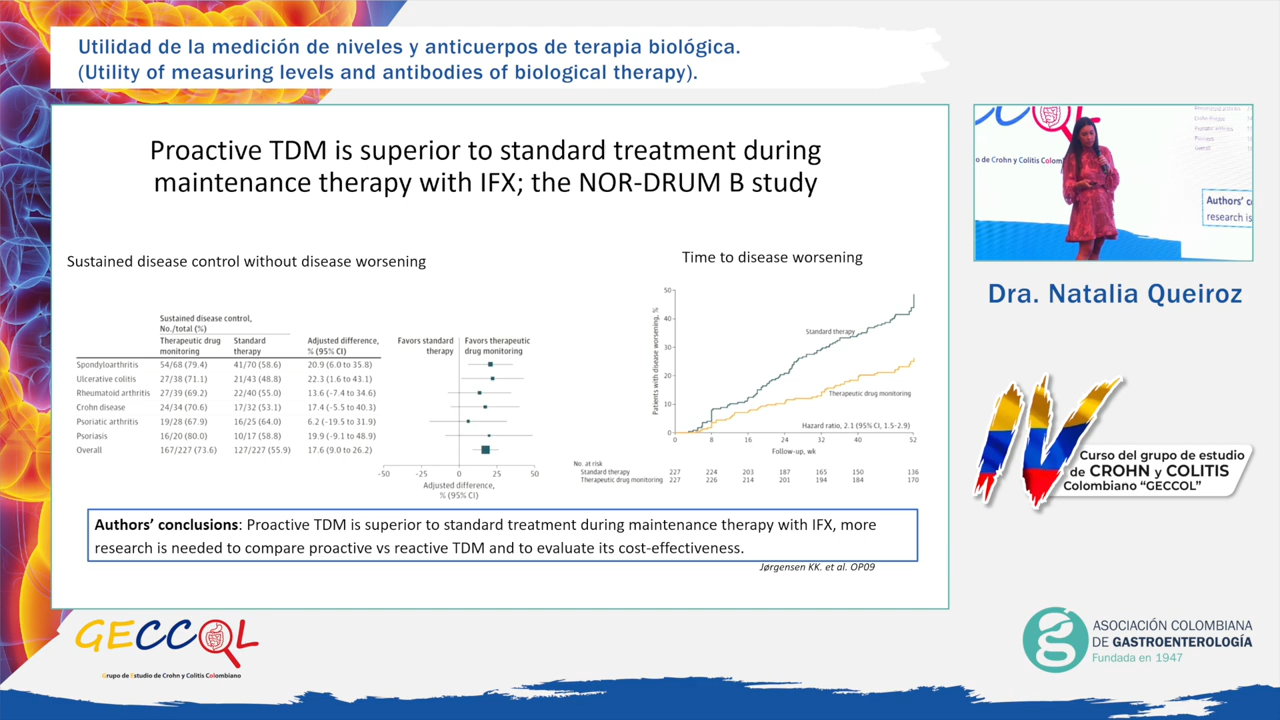 Utilidad de la medición de niveles y anticuerpos de terapia biológica.
(Utility of measuring levels and antibodies of biological therapy).
Proactive TDM is superior to standard treatment during
maintenance therapy with IFX; the NOR-DRUM B study
Sustained disease control without disease worsening
Sustained disease control,
No./total (%)
Therapeutic drug monitoring
Standard therapy
Adjusted difference, % (95% CI)
Favors standard therapy
Favors therapeutic drug monitoring
Spondyloarthritis 54/68 (79.4) 41/70 (58.6) 20.9 (6.0 to 35.8)
Ulcerative colitis 27/38 (71.1) 21/43 (48.8) 22.3 (1.6 to 43.1)
Rheumatoid arthritis 27/39 (69.2) 22/40 (55.0) 13.6 (-7.4 to 34.6)
Crohn disease 24/34 (70.6) 17/32 (53.1) 17.4 (-5.5 to 40.3)
Psoriatic arthritis 19/28 (67.9) 16/25 (64.0) 6.2 (-19.5 to 31.9)
Psoriasis 16/20 (80.0) 10/17 (58.8) 19.9 (-9.1 to 48.9)
Overall 167/227 (73.6) 127/227 (55.9) 17.6 (9.0 to 26.2)
-50 -25 0 25 50
Adjusted difference,
% (95% CI)
Time to disease worsening
Patients with disease worsening, %
50
40
30
20
10
0
Standard therapy
Therapeutic drug monitoring
Hazard ratio, 2.1 (95% CI, 1.5-2.9)
0 8 16 24 32 40 52
Follow-up, wk
No. at risk
Standard therapy 227 224 203 187 165 150 136
Therapeutic drug monitoring 227 226 214 201 194 184 170
Authors' conclusions: Proactive TDM is superior to standard treatment during maintenance therapy with IFX, more
research is needed to compare proactive vs reactive TDM and to evaluate its cost-effectiveness.
Jørgensen KK. et al. OP09
o de Crohn y Colitis Colom
Authors' c
research is
Dra. Natalia Queiroz
IV
Curso del grupo de estudio
de CROHN y COLITIS
Colombiano "GECCOL"
GECCOL
Grupo de Estudio de Crohn y Colitis Colombiano
ASOCIACIÓN COLOMBIANA
DE GASTROENTEROLOGÍA
Fundada en 1947